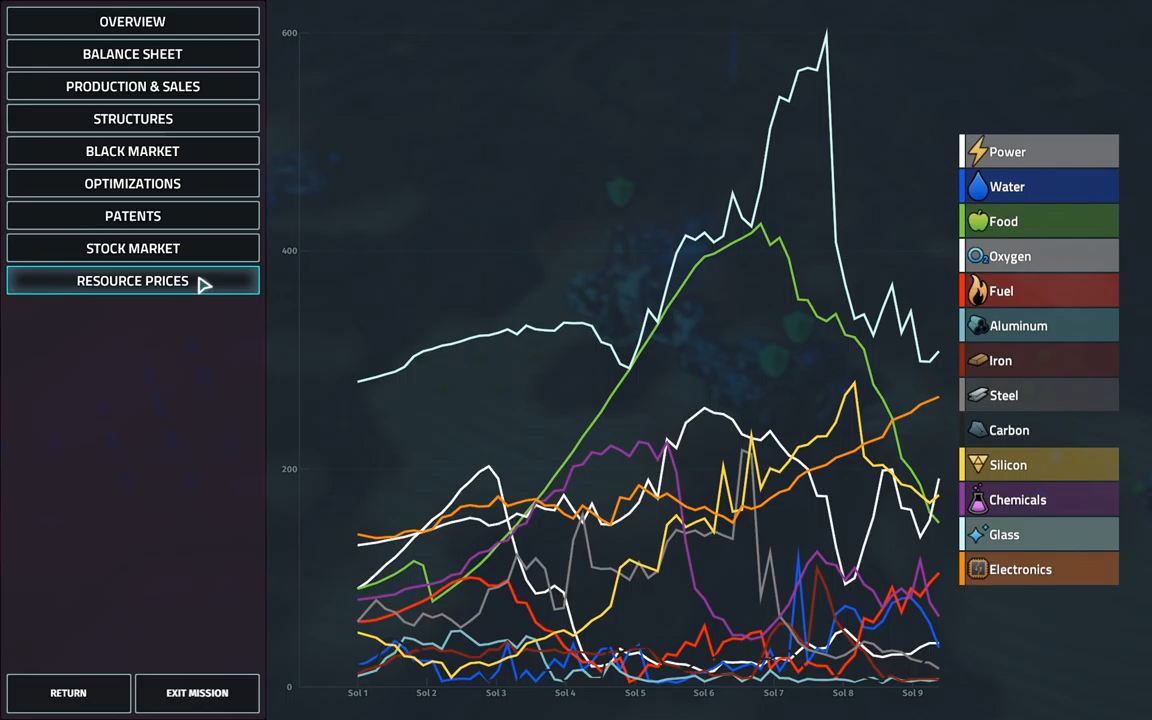 OVERVIEW
BALANCE SHEET
PRODUCTION & SALES
STRUCTURES
BLACK MARKET
OPTIMIZATIONS
PATENTS
STOCK MARKET
RESOURCE PRICES
RETURN
EXIT MISSION
600
400
200
0
Sol 1
Sol 2
Sol 3
Sol 4
Sol 5
Sol 6
Sol 7
Sol 8
Sol 9
Power
Water
Food
O2 Oxygen
Fuel
Aluminum
Iron
Steel
Carbon
Silicon
Chemicals
Glass
Electronics